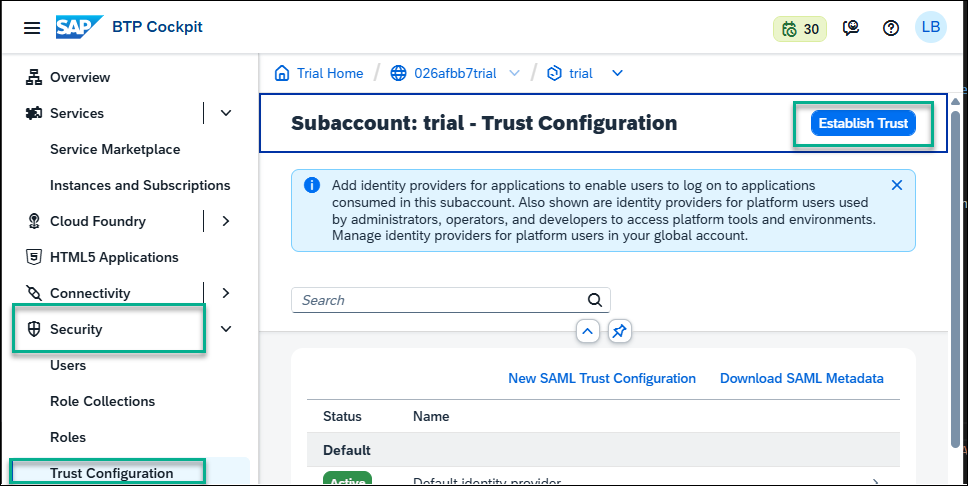 SAP BTP Cockpit
30
LB
Overview
Services
Service Marketplace
Instances and Subscriptions
Cloud Foundry
HTML5 Applications
Connectivity
Security
Users
Role Collections
Roles
Trust Configuration
Trial Home / 026afbb7trial / trial
Subaccount: trial - Trust Configuration
Establish Trust
Add identity providers for applications to enable users to log on to applications
consumed in this subaccount. Also shown are identity providers for platform users used
by administrators, operators, and developers to access platform tools and environments.
Manage identity providers for platform users in your global account.
Search
New SAML Trust Configuration Download SAML Metadata
Status Name
Default
Active Default identity provider